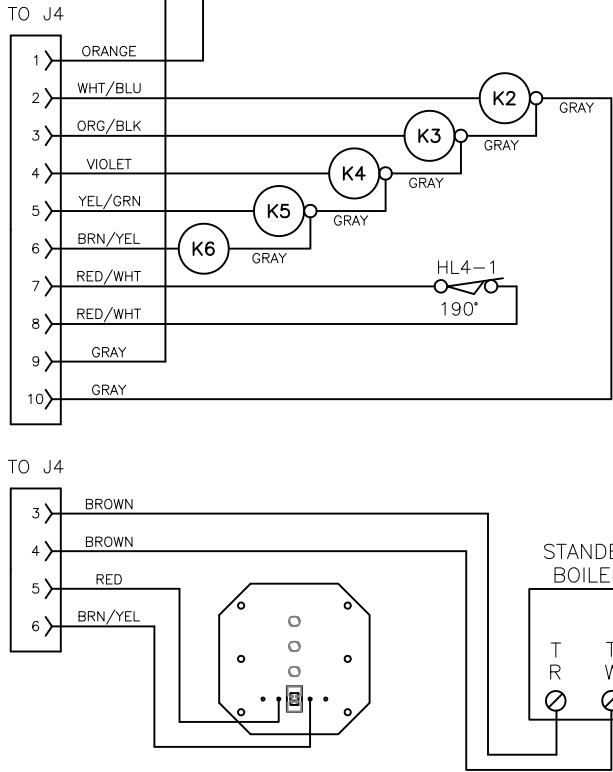 TO J4
1 ORANGE
2 WHT/BLU K2 GRAY
3 ORG/BLK K3 GRAY
4 VIOLET K4 GRAY
5 YEL/GRN K5 GRAY
6 BRN/YEL K6 GRAY
7 RED/WHT HL4-1
190°
8 RED/WHT
9 GRAY
10 GRAY
TO J4
3 BROWN
4 BROWN
5 RED
6 BRN/YEL
T
R
T